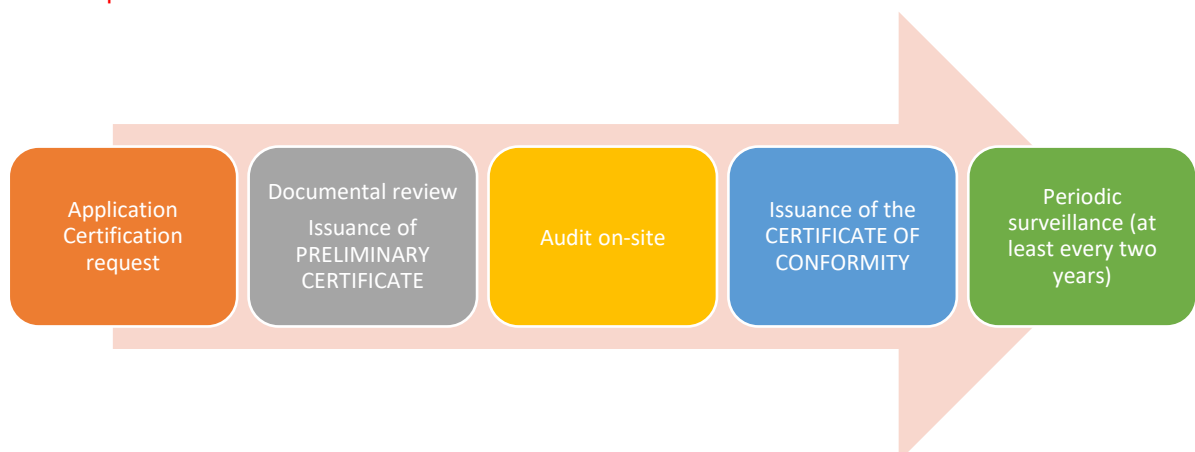 Application
Certification
request
Documental review
Issuance of
PRELIMINARY
CERTIFICATE
Audit on-site
Issuance of the
CERTIFICATE OF
CONFORMITY
Periodic
surveillance (at
least every two
years)